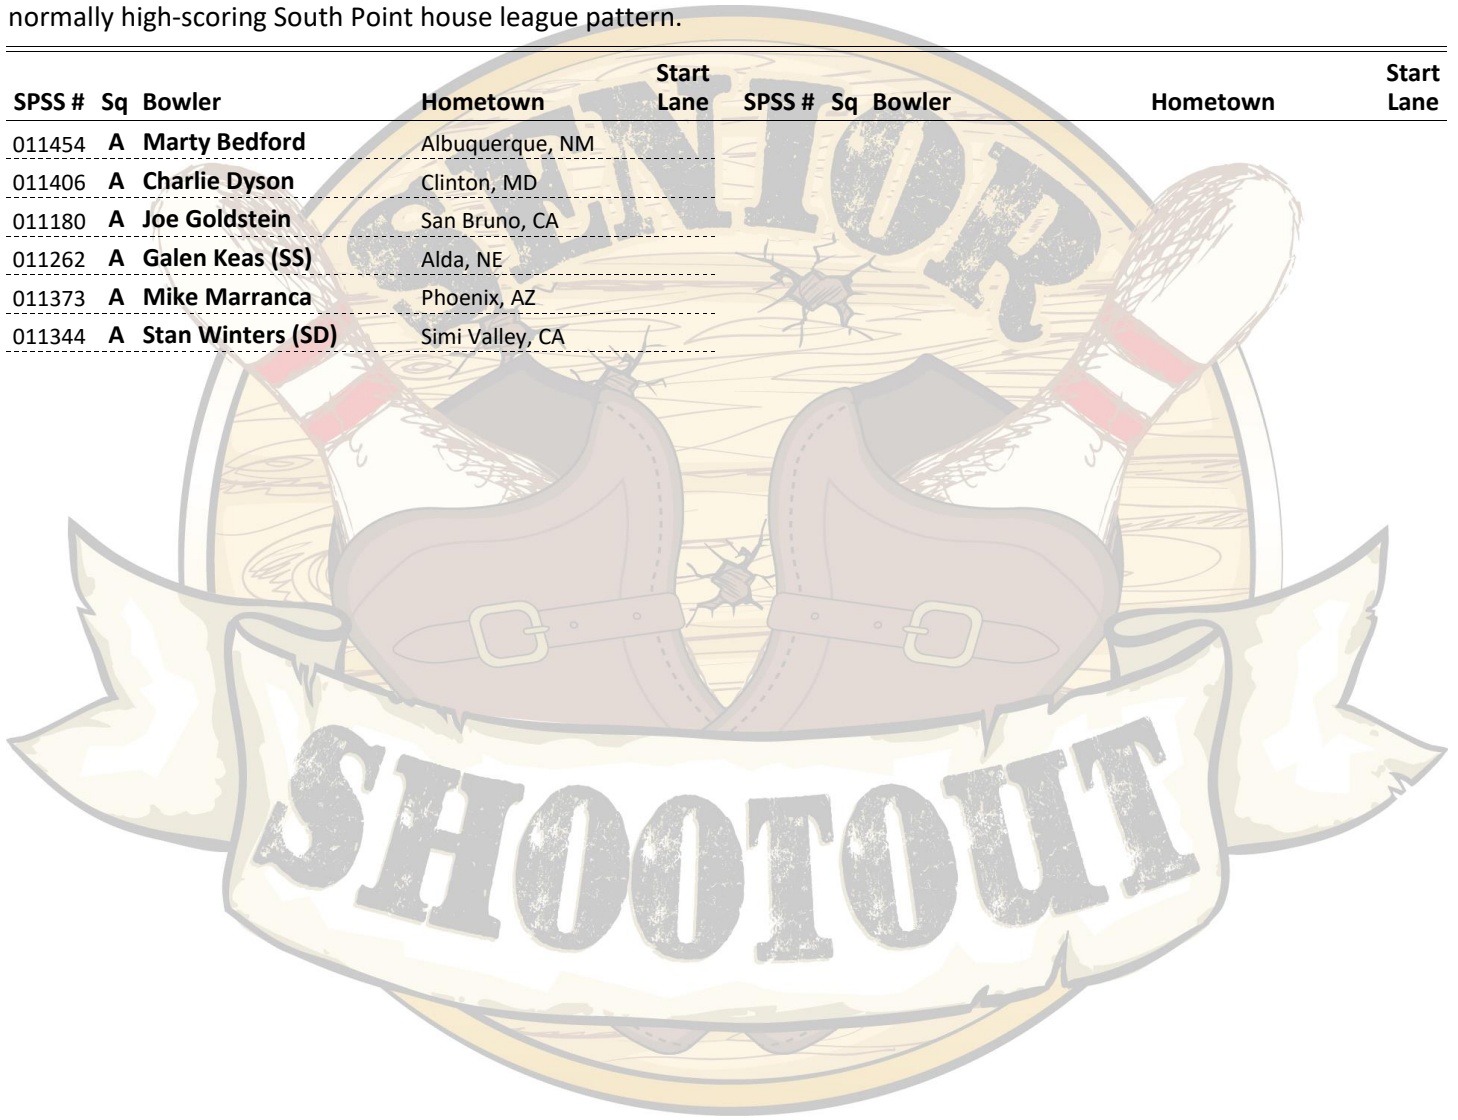 normally high-scoring South Point house league pattern.
SPSS # Sq Bowler Hometown Start Lane SPSS # Sq Bowler Hometown Start Lane
011454 A Marty Bedford Albuquerque, NM
011406 A Charlie Dyson Clinton, MD
011180 A Joe Goldstein San Bruno, CA
011262 A Galen Keas (SS) Alda, NE
011373 A Mike Marranca Phoenix, AZ
011344 A Stan Winters (SD) Simi Valley, CA
SENIOR
SHOOTOUT